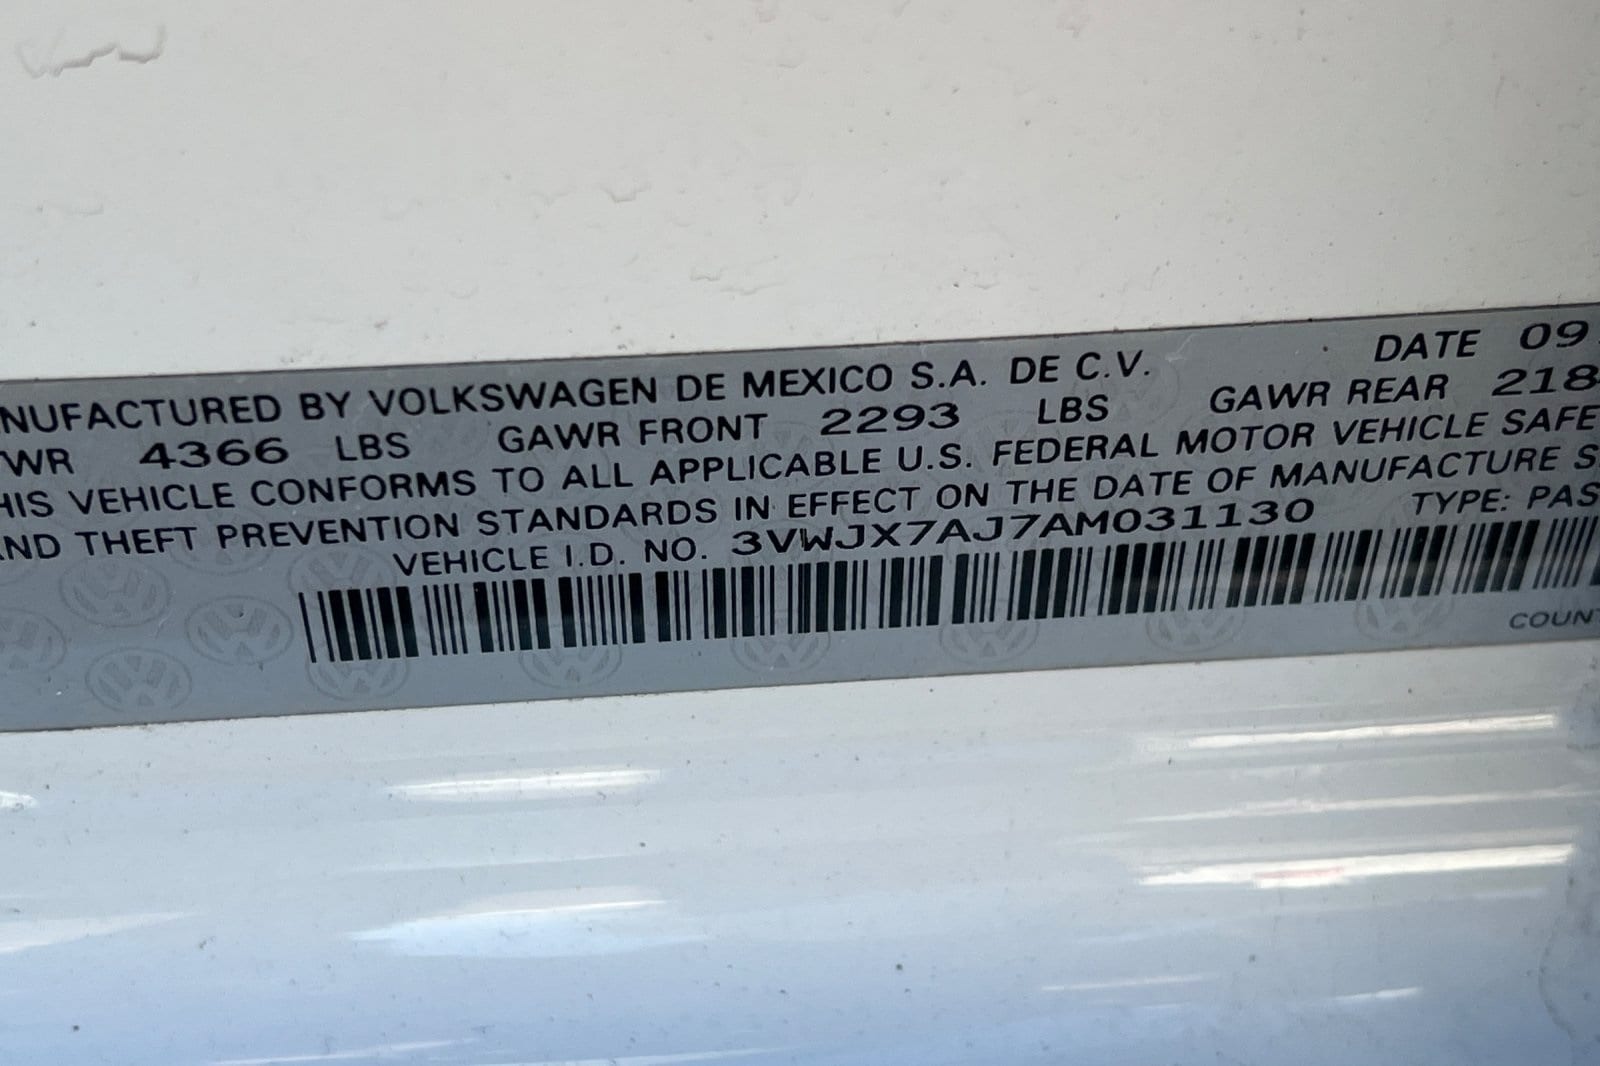 NUFACTURED BY VOLKSWAGEN DE MEXICO S.A. DE C.V. DATE 09
WR 4366 LBS GAWR FRONT 2293 LBS GAWR REAR 218
HIS VEHICLE CONFORMS TO ALL APPLICABLE U.S. FEDERAL MOTOR VEHICLE SAFE
ND THEFT PREVENTION STANDARDS IN EFFECT ON THE DATE OF MANUFACTURE S
VEHICLE I.D. NO. 3VWJX7AJ7AM031130 TYPE: PAS
COUN